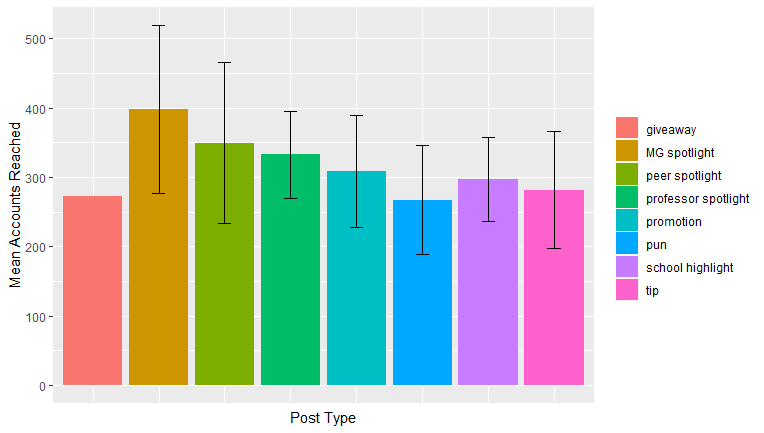 Mean Accounts Reached
500
400
300
200
100
0
Post Type
giveaway
MG spotlight
peer spotlight
professor spotlight
promotion
pun
school highlight
tip